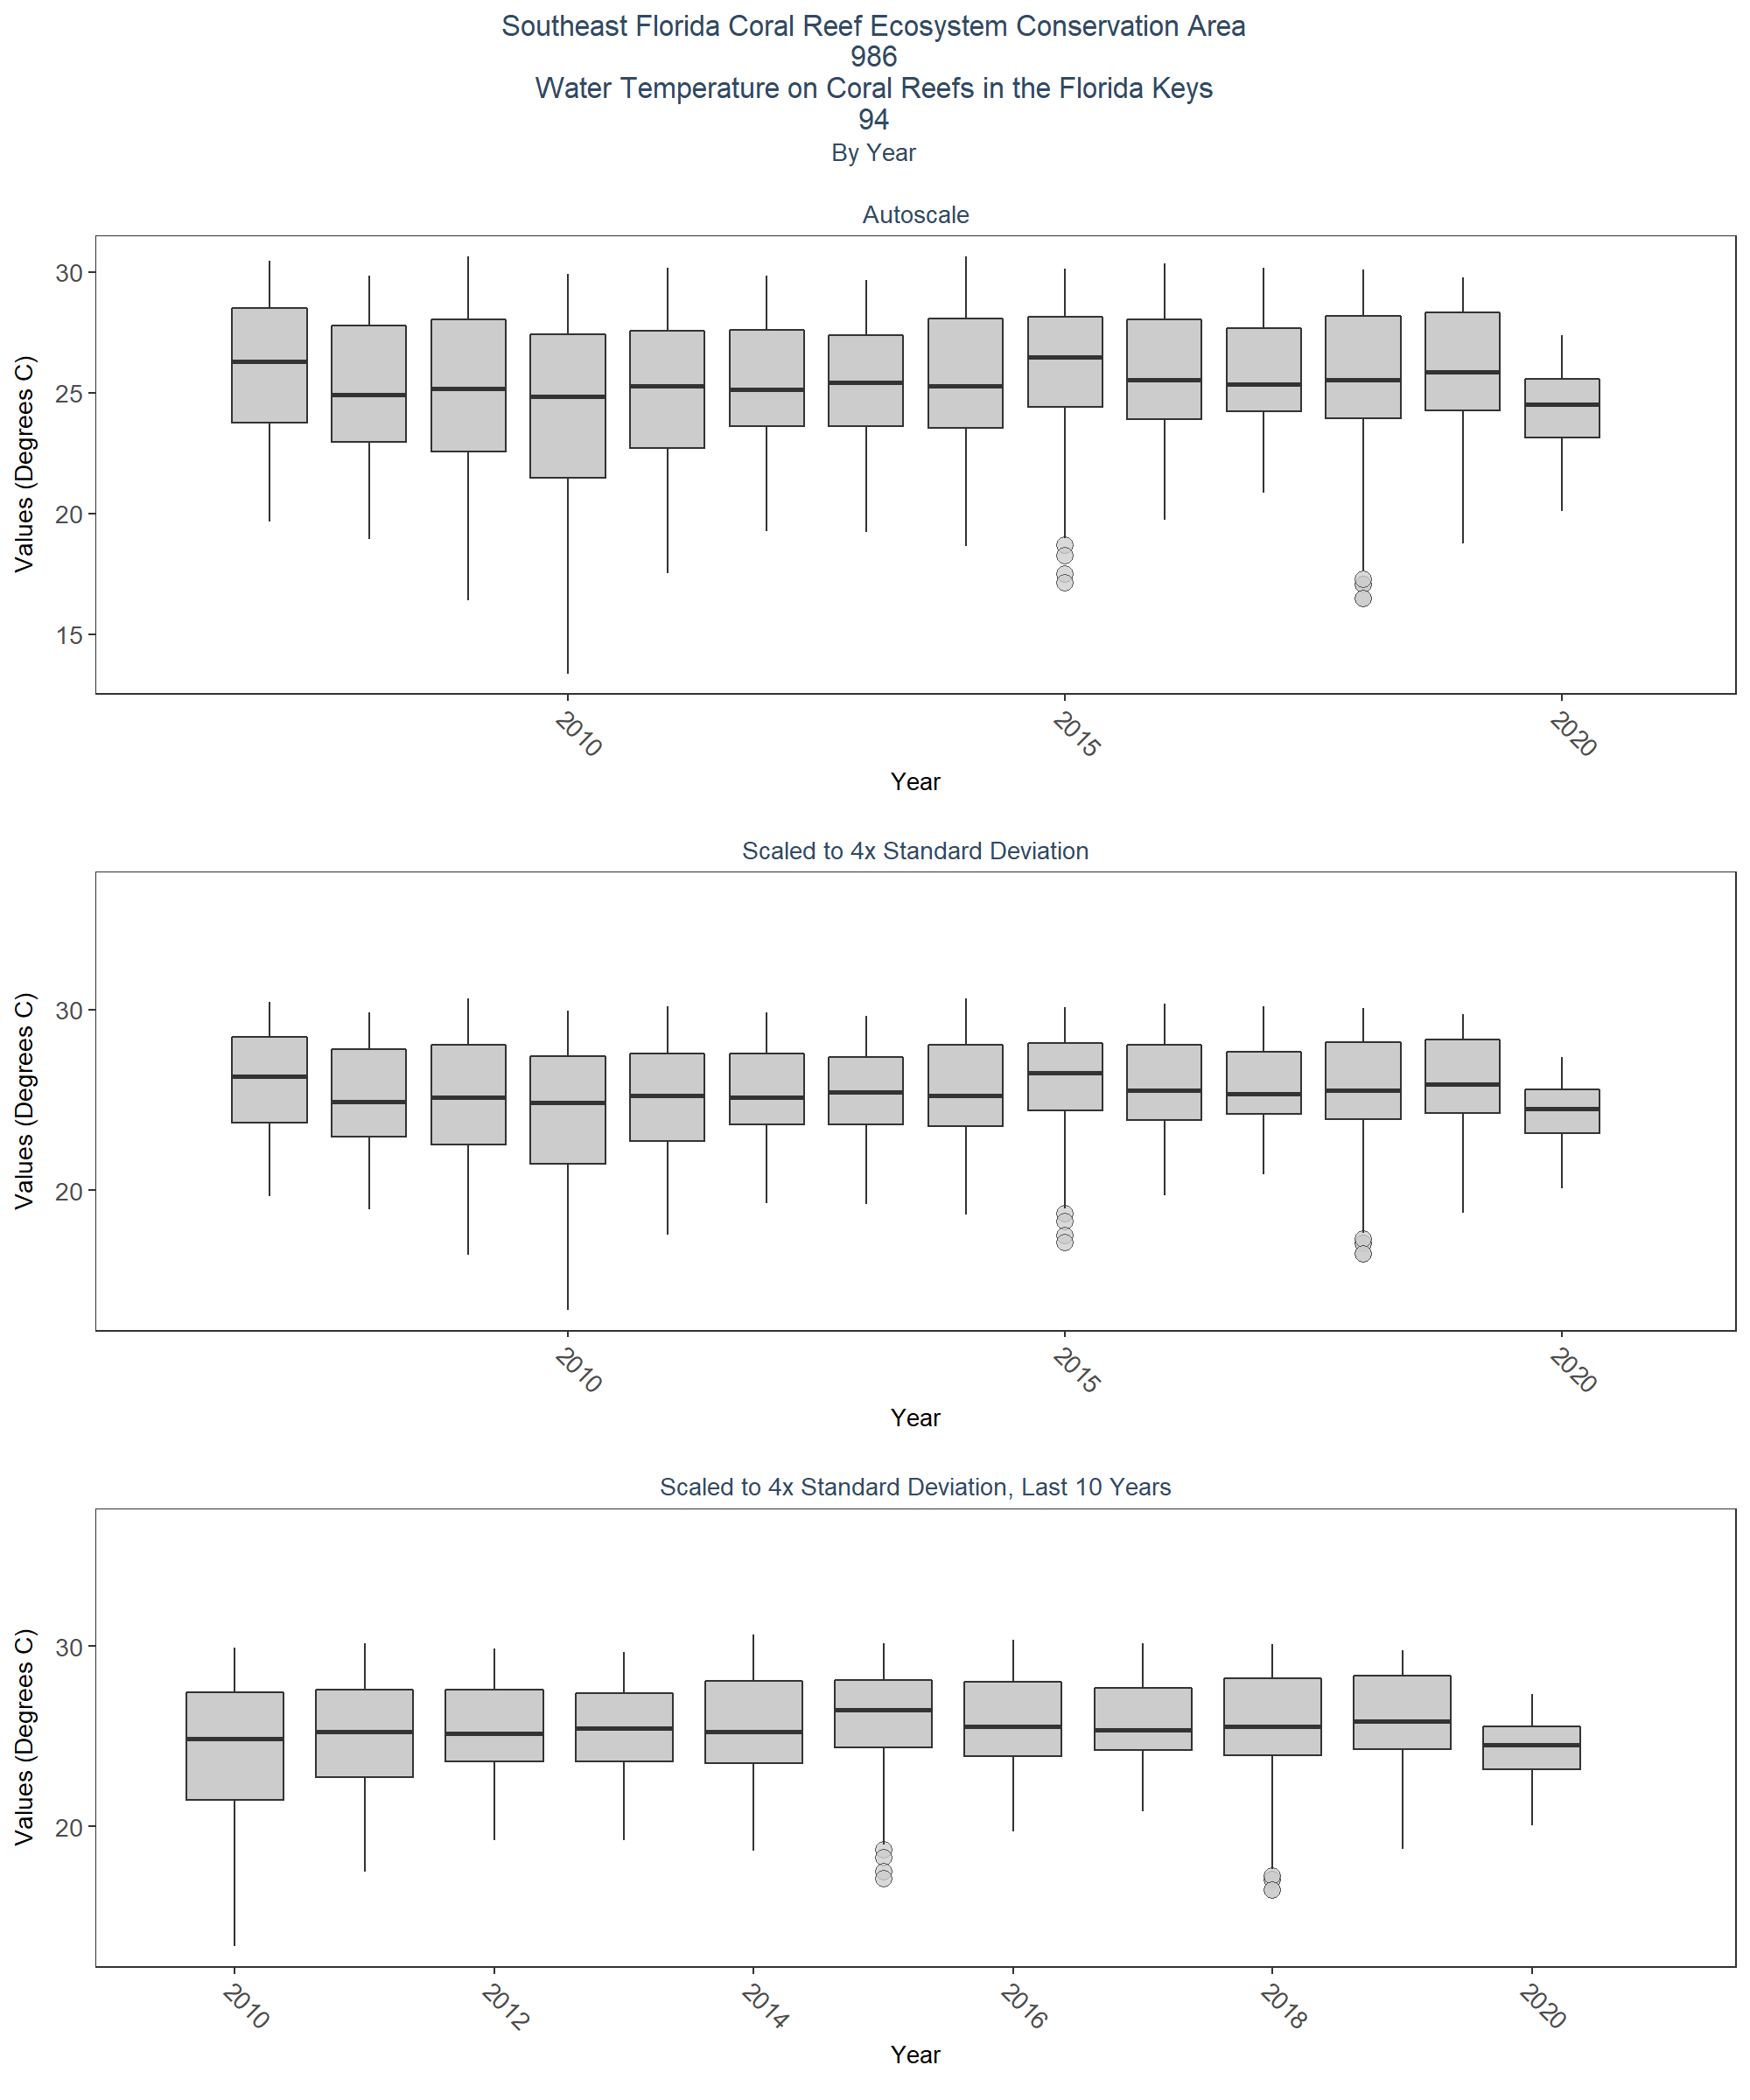 Southeast Florida Coral Reef Ecosystem Conservation Area
986
Water Temperature on Coral Reefs in the Florida Keys
94
By Year
Autoscale
Values (Degrees C)
30
25
20
15
2010
2015
2020
Year
Scaled to 4x Standard Deviation
Values (Degrees C)
30
20
2010
2015
2020
Year
Scaled to 4x Standard Deviation, Last 10 Years
Values (Degrees C)
30
20
2010
2012
2014
2016
2018
2020
Year